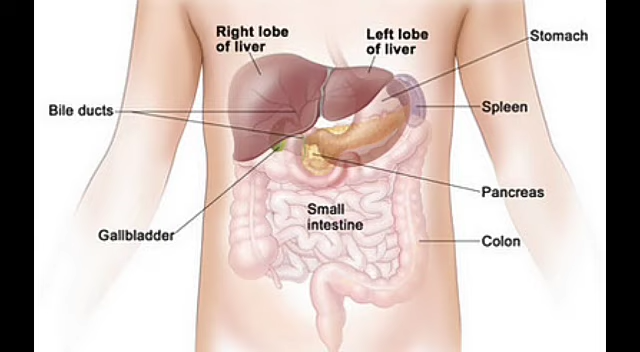 Right lobe
of liver
Left lobe
of liver
Stomach
Bile ducts
Spleen
Pancreas
Small
intestine
Gallbladder
Colon